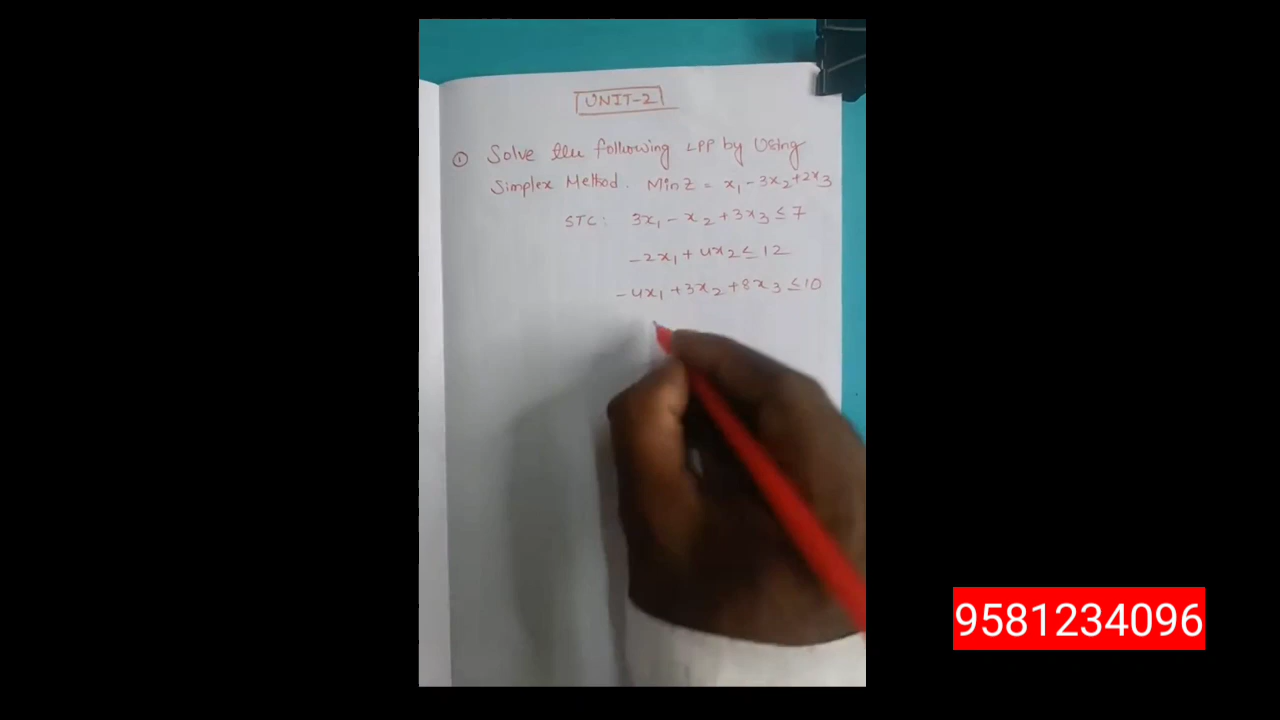 UNIT-2
① Solve the following LPP by Using
Simplex Method. Min Z = x₁ - 3x₂ + 2x₃
STC: 3x₁ - x₂ + 3x₃ ≤ 7
-2x₁ + 4x₂ ≤ 12
-4x₁ + 3x₂ + 8x₃ ≤ 10
9581234096